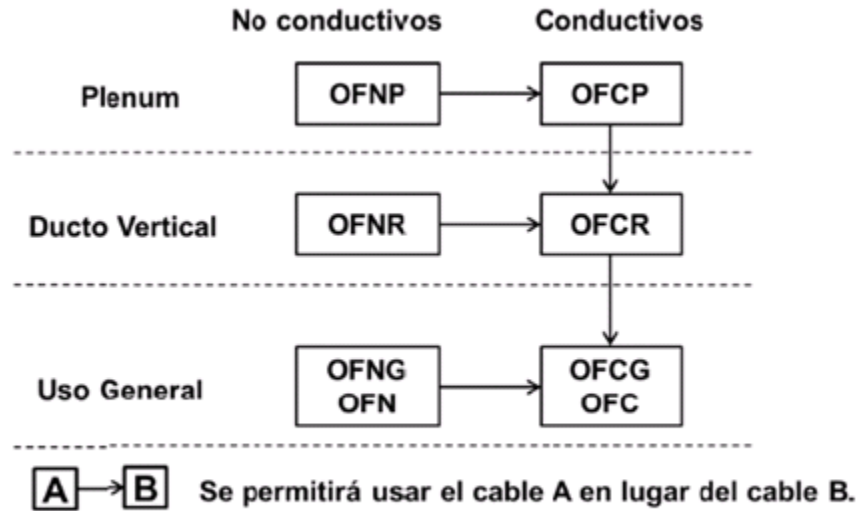 No conductivos Conductivos
Plenum OFNP OFCP
Ducto Vertical OFNR OFCR
Uso General OFNG OFCG
OFN OFC
A B Se permitirá usar el cable A en lugar del cable B.